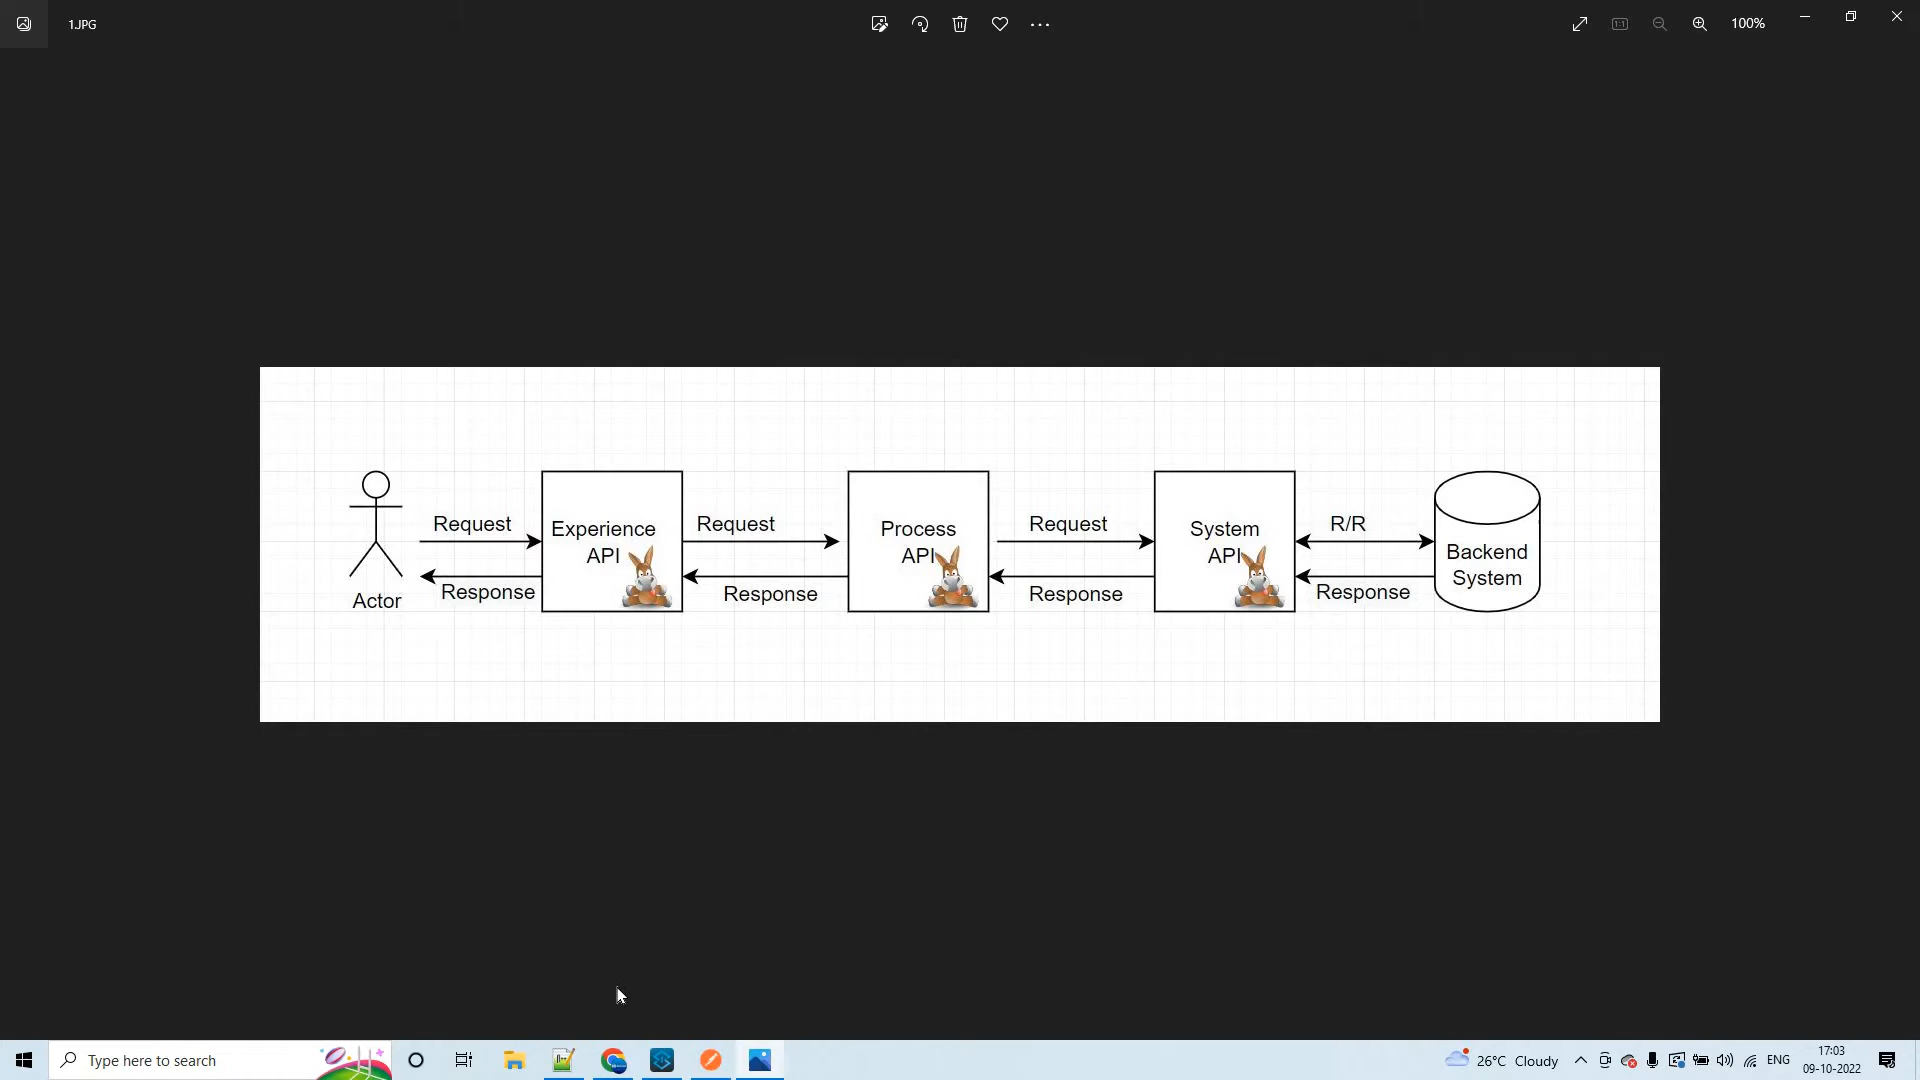 1.JPG
100%
Request
Experience
API
Request
Process
API
Request
System
API
R/R
Backend
System
Actor
Response
Response
Response
Response
Type here to search
26°C Cloudy
ENG
17:03
09-10-2022